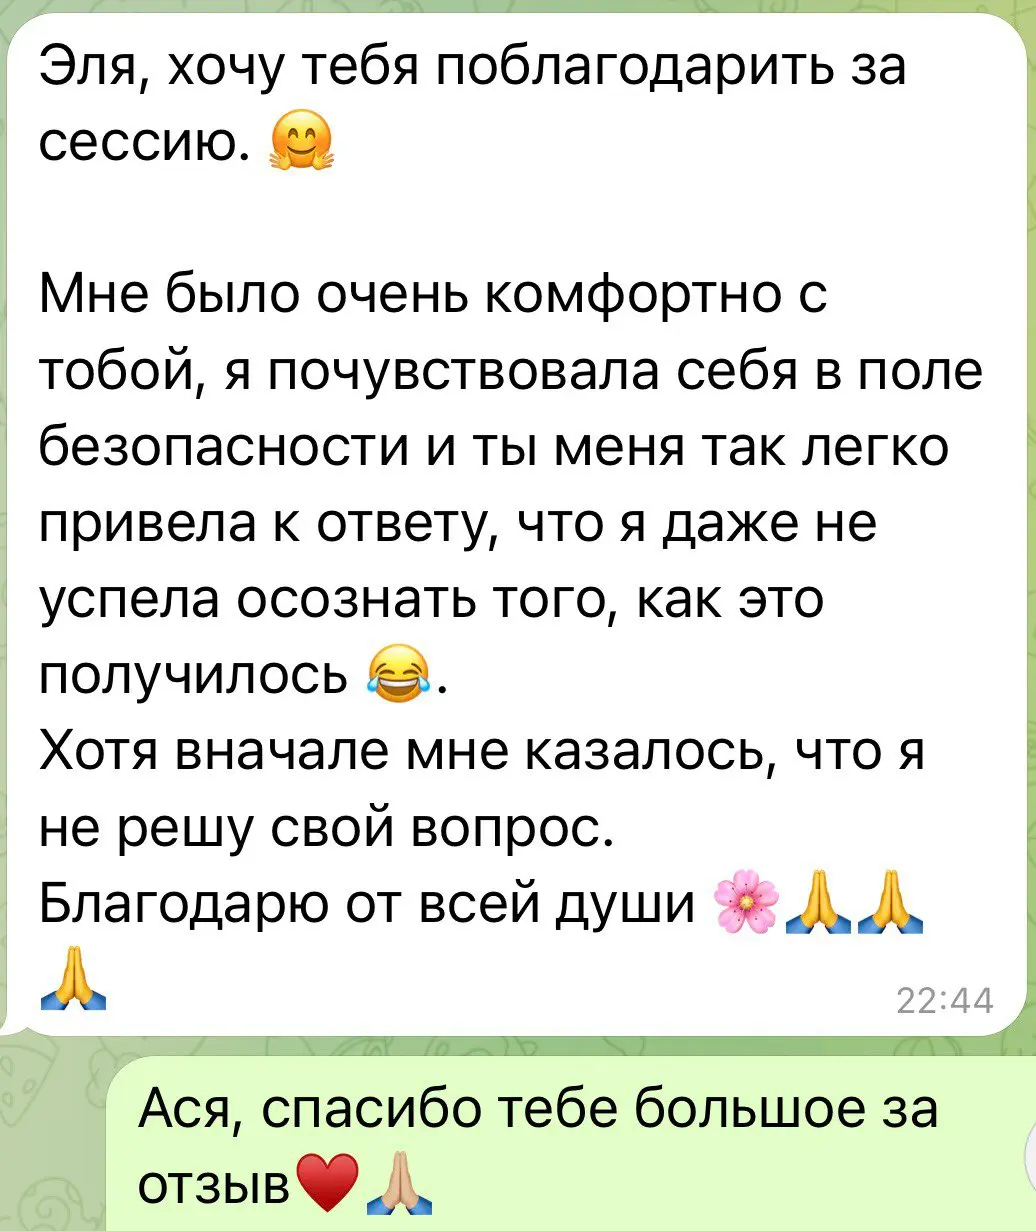 Эля, хочу тебя поблагодарить за
сессию. 🤗
Мне было очень комфортно с
тобой, я почувствовала себя в поле
безопасности и ты меня так легко
привела к ответу, что я даже не
успела осознать того, как это
получилось 😂.
Хотя вначале мне казалось, что я
не решу свой вопрос.
Благодарю от всей души 🌸🙏🙏
🙏
22:44
Ася, спасибо тебе большое за
отзыв♥️🙏🏼